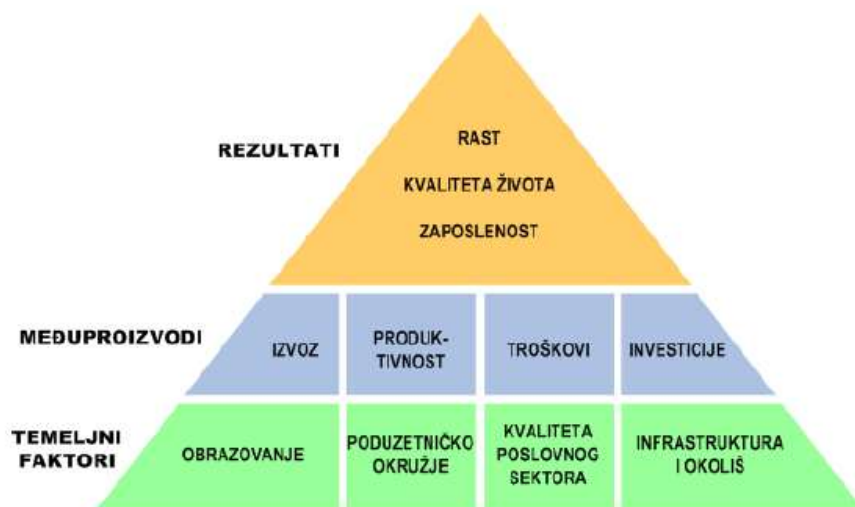 REZULTATI
RAST
KVALITETA ŽIVOTA
ZAPOSLENOST
MEĐUPROIZVODI
IZVOZ
PRODUK-
TIVNOST
TROŠKOVI
INVESTICIJE
TEMELJNI
FAKTORI
OBRAZOVANJE
PODUZETNIČKO
OKRUŽJE
KVALITETA
POSLOVNOG
SEKTORA
INFRASTRUKTURA
I OKOLIŠ